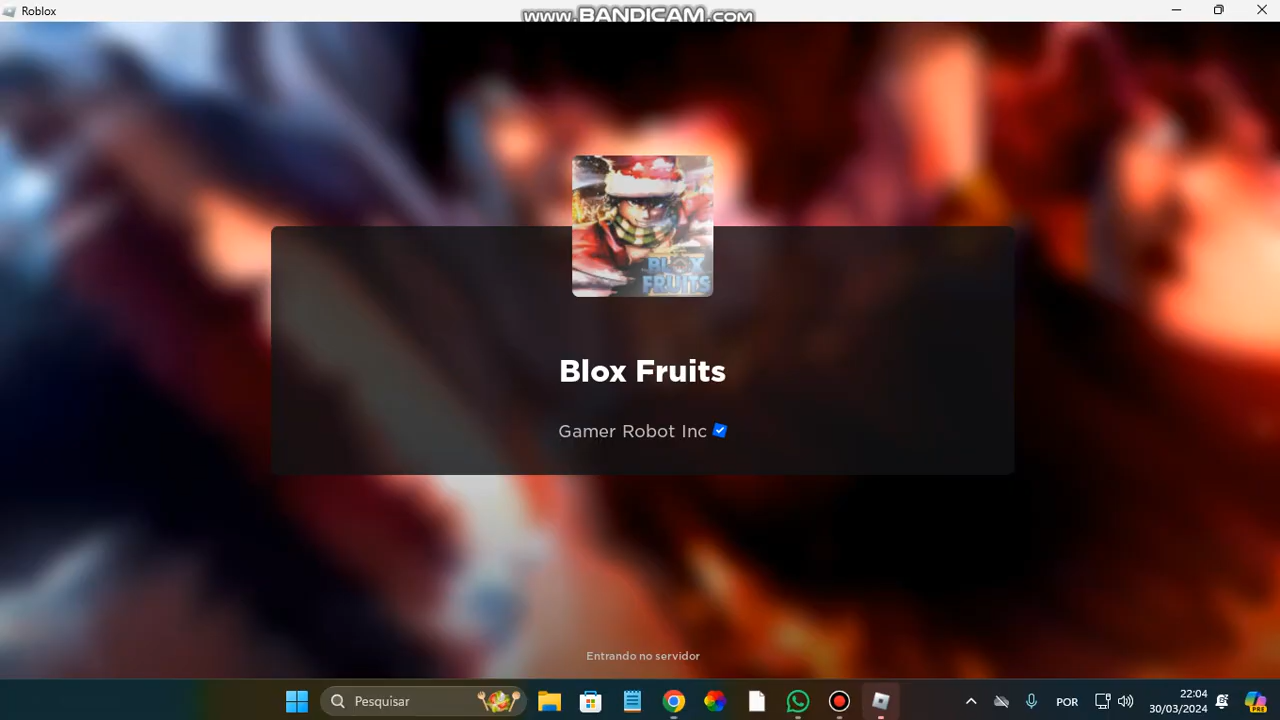 Roblox
www.BANDICAM.com
BLOX
FRUITS
Blox Fruits
Gamer Robot Inc
Entrando no servidor
Pesquisar
POR
22:04
30/03/2024
PRE